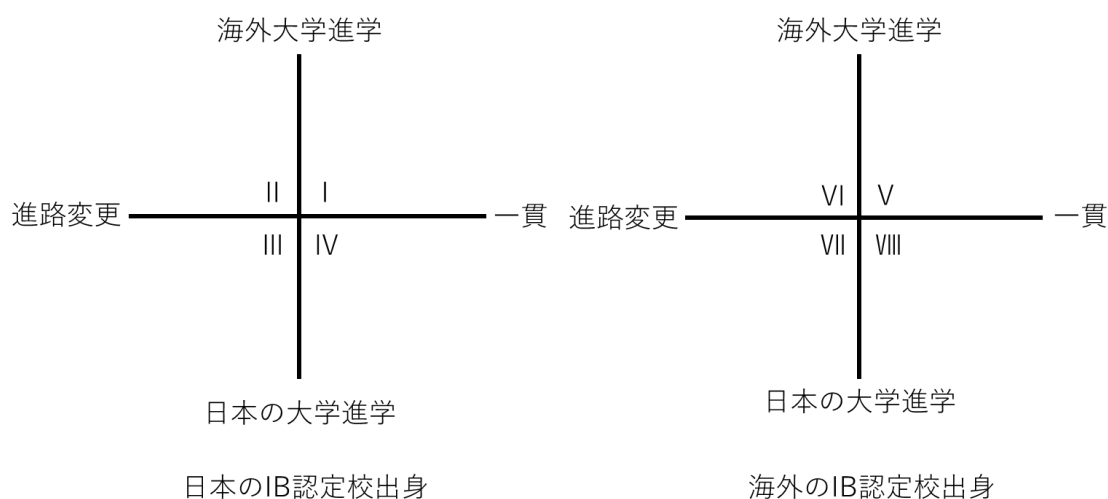 海外大学進学
海外大学進学
Ⅱ Ⅰ
Ⅵ Ⅴ
進路変更
一貫
進路変更
一貫
Ⅲ Ⅳ
Ⅶ Ⅷ
日本の大学進学
日本の大学進学
日本のIB認定校出身
海外のIB認定校出身